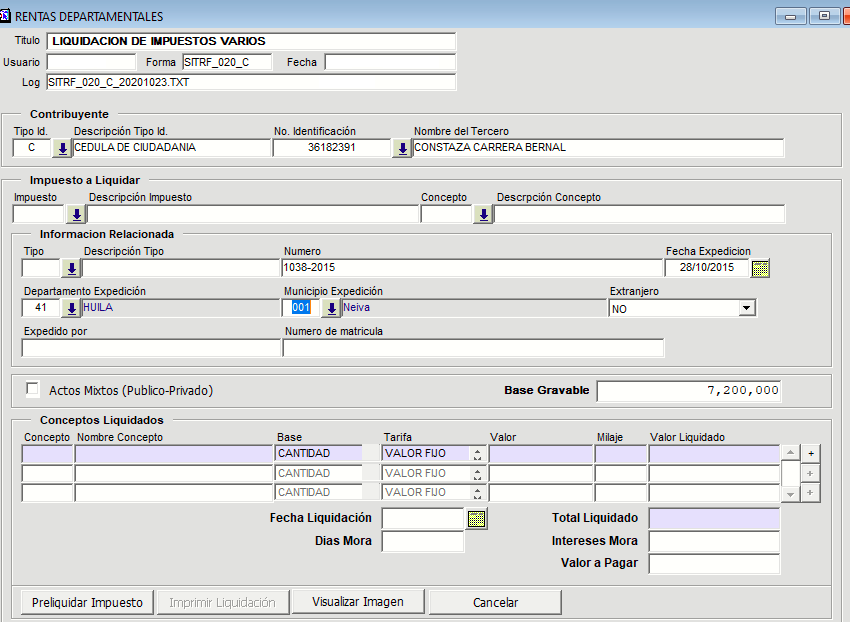 RENTAS DEPARTAMENTALES
Titulo LIQUIDACION DE IMPUESTOS VARIOS
Usuario Forma SITRF_020_C Fecha
Log SITRF_020_C_20201023.TXT
Contribuyente
Tipo Id. Descripción Tipo Id. No. Identificación Nombre del Tercero
C CEDULA DE CIUDADANIA 36182391 CONSTAZA CARRERA BERNAL
Impuesto a Liquidar
Impuesto Descripción Impuesto Concepto Descrpción Concepto
Informacion Relacionada
Tipo Descripción Tipo Numero Fecha Expedicion
1038-2015 28/10/2015
Departamento Expedición Municipio Expedición Extranjero
41 HUILA 001 Neiva NO
Expedido por Numero de matricula
Actos Mixtos (Publico-Privado) Base Gravable 7,200,000
Conceptos Liquidados
Concepto Nombre Concepto Base Tarifa Valor Milaje Valor Liquidado
CANTIDAD VALOR FIJO +
CANTIDAD VALOR FIJO +
CANTIDAD VALOR FIJO +
Fecha Liquidación Total Liquidado
Dias Mora Intereses Mora
Valor a Pagar
Preliquidar Impuesto Imprimir Liquidación Visualizar Imagen Cancelar